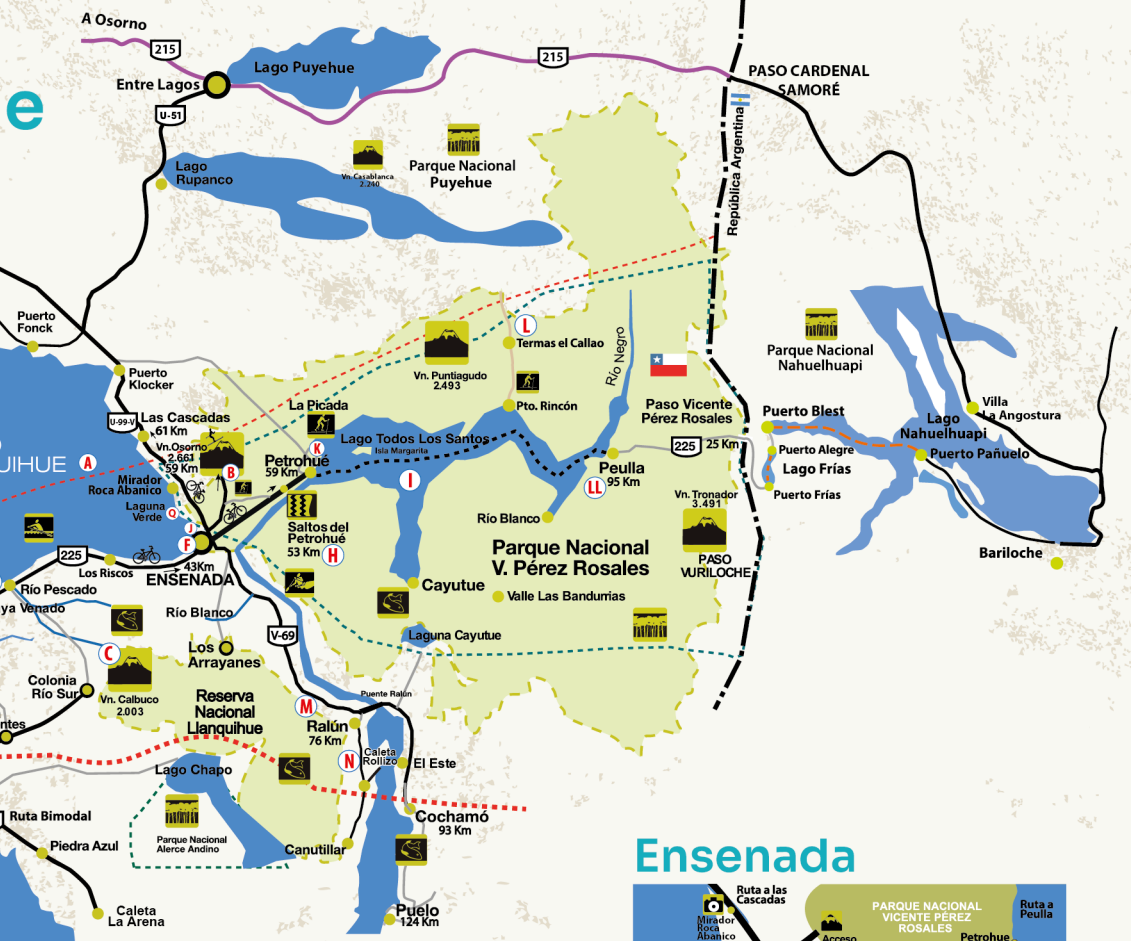 A Osorno
215
Lago Puyehue
Entre Lagos
U-51
215
PASO CARDENAL
SAMORÉ
e
República Argentina
Lago
Rupanco
Vn. Casablanca
2.240
Parque Nacional
Puyehue
Puerto
Fonck
Puerto
Klocker
U-99-V
Las Cascadas
61 Km
Vn.Osorno
2.661
59 Km
UIHUE
A
B
Mirador
Roca Abanico
Laguna
Verde
Q
J
F
225
43Km
ENSENADA
Los Riscos
Río Pescado
ya Venado
L
Termas el Callao
Vn. Puntiagudo
2.493
Río Negro
La Picada
Pto. Rincón
K
Petrohué
59 Km
Lago Todos Los Santos
Isla Margarita
I
Paso Vicente
Pérez Rosales
225
25 Km
Peulla
95 Km
LL
Río Blanco
Saltos del
Petrohué
53 Km
H
Parque Nacional
V. Pérez Rosales
Vn. Tronador
3.491
PASO
VURILOCHE
Cayutue
Valle Las Bandurrias
Laguna Cayutue
Parque Nacional
Nahuelhuapi
Puerto Blest
Puerto Alegre
Lago Frías
Puerto Frías
Lago
Nahuelhuapi
Puerto Pañuelo
Villa
La Angostura
Bariloche
Río Blanco
V-69
Los
Arrayanes
C
Vn. Calbuco
2.003
Colonia
Río Sur
ntes
Reserva
Nacional
Llanquihue
Puente Ralún
M
Ralún
76 Km
N
Caleta
Rollizo
El Este
Lago Chapo
Cochamó
93 Km
Ruta Bimodal
Piedra Azul
Parque Nacional
Alerce Andino
Canutillar
Caleta
La Arena
Puelo
124 Km
Ensenada
Ruta a las
Cascadas
Mirador
Roca
Abanico
Acceso
PARQUE NACIONAL
VICENTE PÉREZ
ROSALES
Petrohue
Ruta a
Peulla